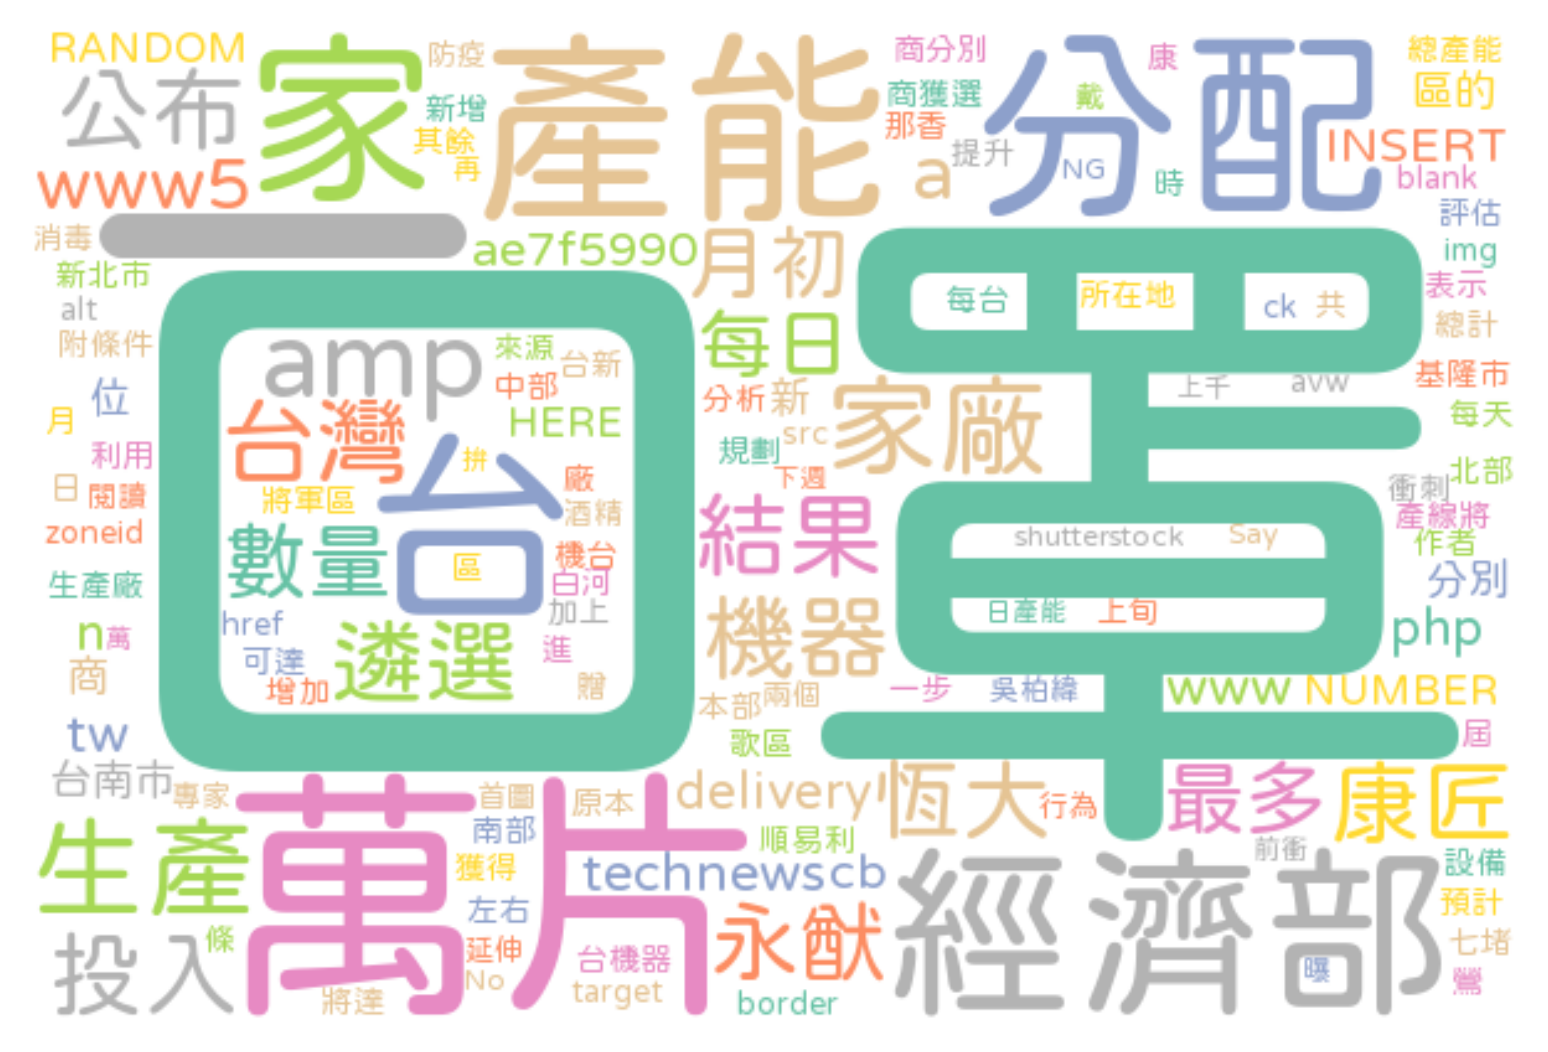 RANDOM
公布
家
防疫
新增
其餘
再
產能
商分別
商獲選
那香
提升
a
分配
NG
康
戴
時
總產能
區的
INSERT
blank
www5
消毒
一
ae7f5990
月初
口罩
每台
所在地
ck
共
評估
img
表示
總計
新北市
alt
附條件
位
月
利用
日
閱讀
zoneid
生產廠
n
萬
商
tw
台南市
amp
來源
台新
中部
HERE
台灣
台
拚
廠
將軍區
酒精
數量
區
機台
白河
加上
href
可達
遴選
進
增加
贈
每日
分析
新
src
家廠
規劃
下週
結果
機器
本部
兩個
歌區
上千
avw
基隆市
每天
北部
衝刺
產線將
作者
分別
shutterstock
Say
日產能
上旬
php
一步
吳柏緯
www
NUMBER
屆
專家
首圖
原本
delivery
恆大
行為
最多
康匠
生產
萬片
南部
獲得
順易利
technews
cb
前衝
設備
投入
條
左右
延伸
No
將達
台機器
target
永猷
border
經濟部
曝
預計
七堵
鶯